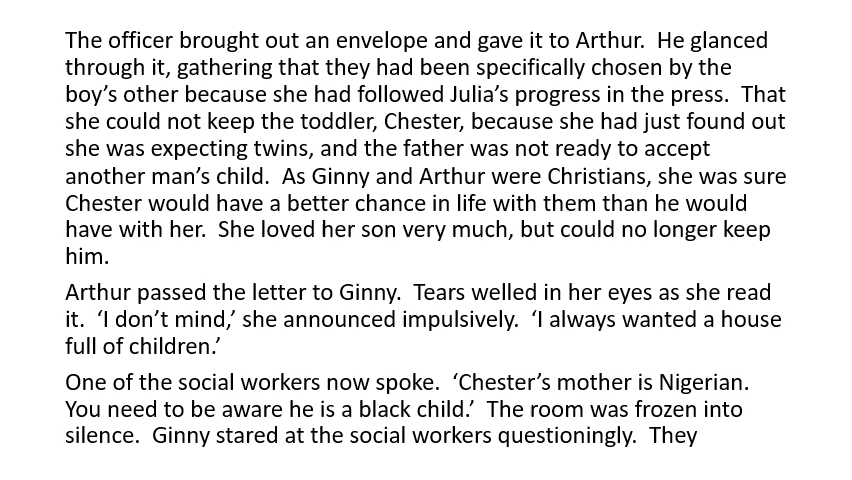 The officer brought out an envelope and gave it to Arthur.  He glanced
through it, gathering that they had been specifically chosen by the
boy’s other because she had followed Julia’s progress in the press.  That
she could not keep the toddler, Chester, because she had just found out
she was expecting twins, and the father was not ready to accept
another man’s child.  As Ginny and Arthur were Christians, she was sure
Chester would have a better chance in life with them than he would
have with her.  She loved her son very much, but could no longer keep
him.
Arthur passed the letter to Ginny.  Tears welled in her eyes as she read
it.  ‘I don’t mind,’ she announced impulsively.  ‘I always wanted a house
full of children.’
One of the social workers now spoke.  ‘Chester’s mother is Nigerian.
You need to be aware he is a black child.’  The room was frozen into
silence.  Ginny stared at the social workers questioningly.  They